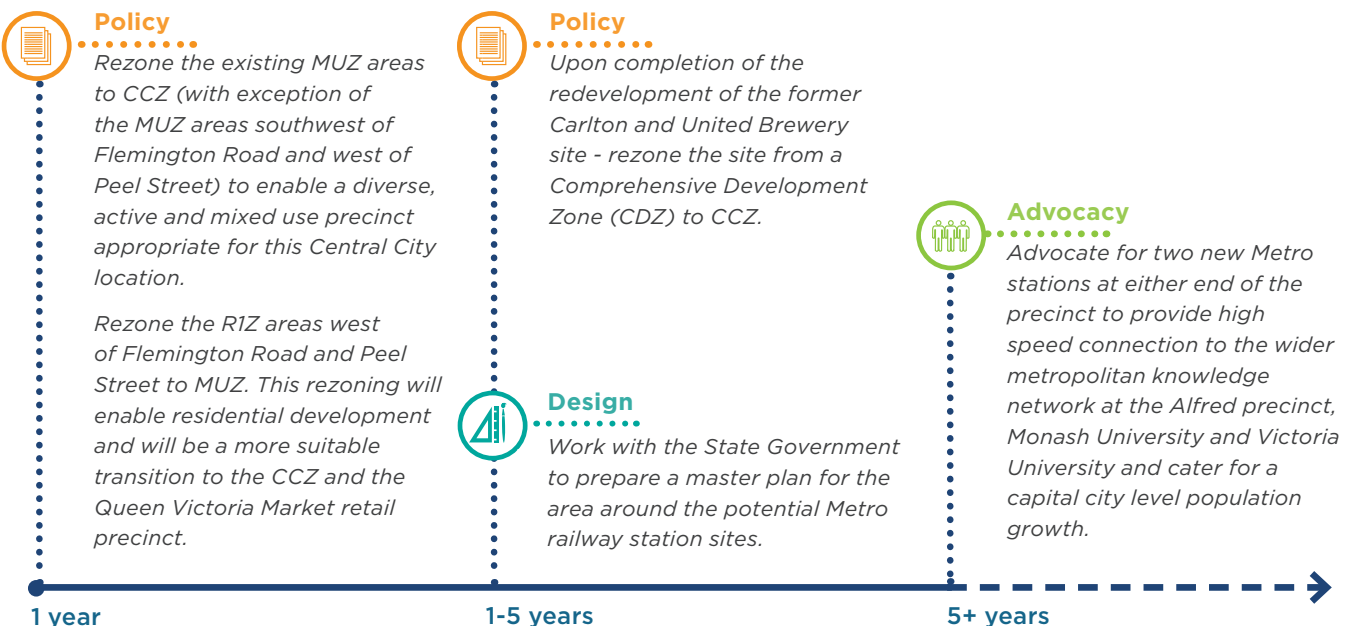 Policy
Rezone the existing MUZ areas
to CCZ (with exception of
the MUZ areas southwest of
Flemington Road and west of
Peel Street) to enable a diverse,
active and mixed use precinct
appropriate for this Central City
location.
Rezone the R1Z areas west
of Flemington Road and Peel
Street to MUZ. This rezoning will
enable residential development
and will be a more suitable
transition to the CCZ and the
Queen Victoria Market retail
precinct.
1 year
Policy
Upon completion of the
redevelopment of the former
Carlton and United Brewery
site - rezone the site from a
Comprehensive Development
Zone (CDZ) to CCZ.
Design
Work with the State Government
to prepare a master plan for the
area around the potential Metro
railway station sites.
1-5 years
Advocacy
Advocate for two new Metro
stations at either end of the
precinct to provide high
speed connection to the wider
metropolitan knowledge
network at the Alfred precinct,
Monash University and Victoria
University and cater for a
capital city level population
growth.
5+ years